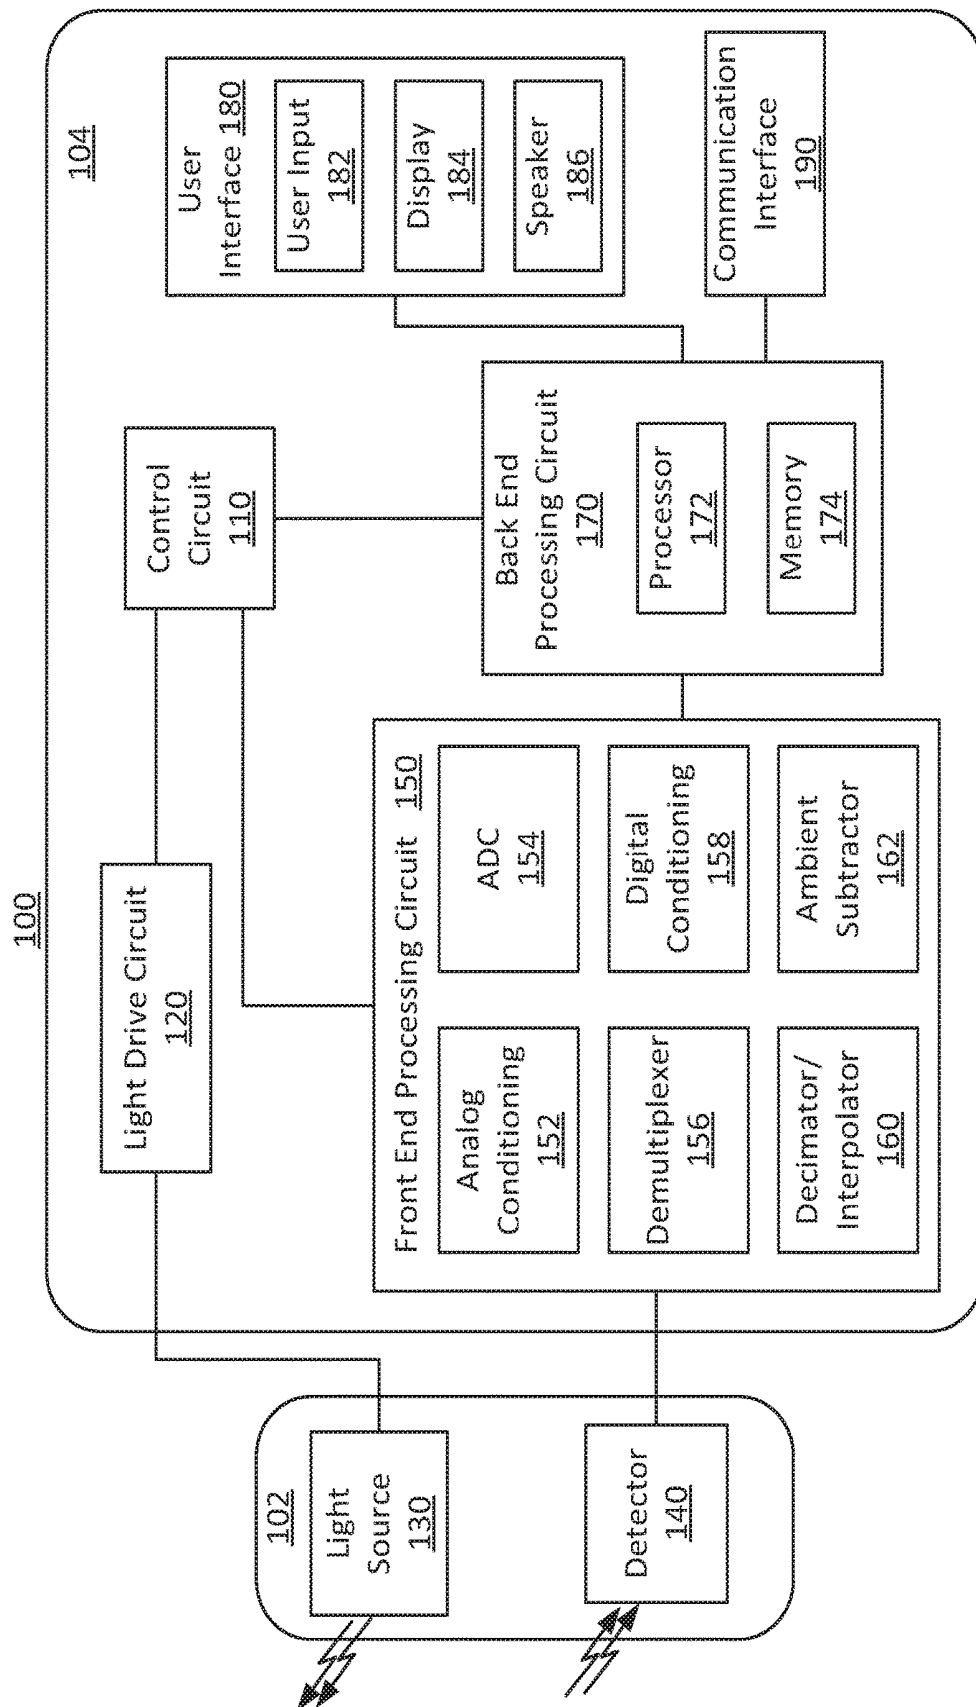 100
104
102
Light
Source
130
Detector
140
Light Drive Circuit
120
Control
Circuit
110
Front End Processing Circuit 150
Analog
Conditioning
152
ADC
154
Demultiplexer
156
Digital
Conditioning
158
Decimator/
Interpolator
160
Ambient
Subtractor
162
Back End
Processing Circuit
170
Processor
172
Memory
174
User
Interface 180
User Input
182
Display
184
Speaker
186
Communication
Interface
190